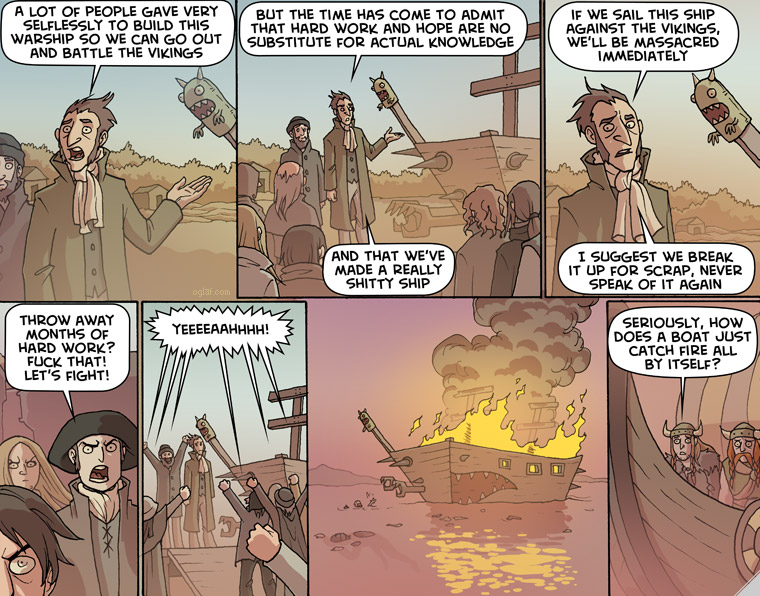 A LOT OF PEOPLE GAVE VERY
SELFLESSLY TO BUILD THIS
WARSHIP SO WE CAN GO OUT
AND BATTLE THE VIKINGS
oglaf.com
BUT THE TIME HAS COME TO ADMIT
THAT HARD WORK AND HOPE ARE NO
SUBSTITUTE FOR ACTUAL KNOWLEDGE
AND THAT WE'VE
MADE A REALLY
SHITTY SHIP
IF WE SAIL THIS SHIP
AGAINST THE VIKINGS,
WE'LL BE MASSACRED
IMMEDIATELY
I SUGGEST WE BREAK
IT UP FOR SCRAP, NEVER
SPEAK OF IT AGAIN
THROW AWAY
MONTHS OF
HARD WORK?
FUCK THAT!
LET'S FIGHT!
YEEEEAAHHHH!
SERIOUSLY, HOW
DOES A BOAT JUST
CATCH FIRE ALL
BY ITSELF?